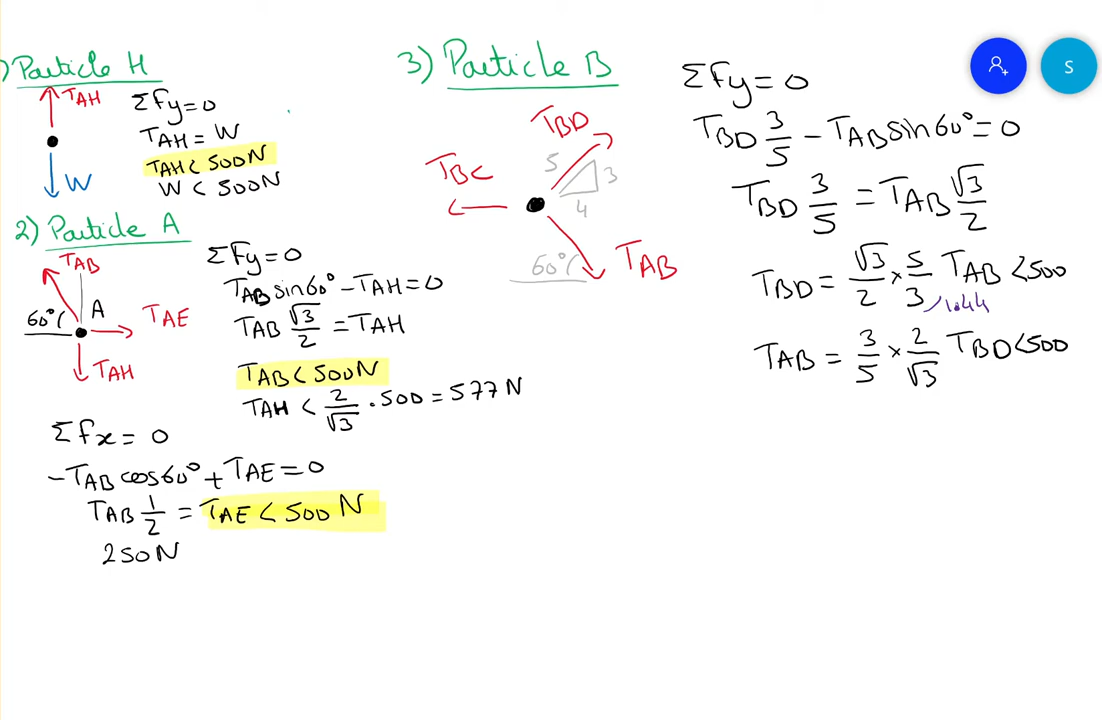 ) Particle H
TAH
W
ΣFy=0
TAH = W
TAH < 500N
W < 500N
2) Particle A
TAB
60°
A
TAE
TAH
ΣFy=0
TAB sin60° - TAH = 0
TAB √3/2 = TAH
TAB < 500N
TAH < 2/√3 · 500 = 577 N
Σfx = 0
-TAB cos60° + TAE = 0
TAB 1/2 = TAE < 500 N
250N
3) Particle B
TBD
5
3
4
TBC
60°
TAB
ΣFy = 0
TBD 3/5 - TAB sin60° = 0
TBD 3/5 = TAB √3/2
TBD = √3/2 × 5/3 TAB < 500
1.44
TAB = 3/5 × 2/√3 TBD < 500
S